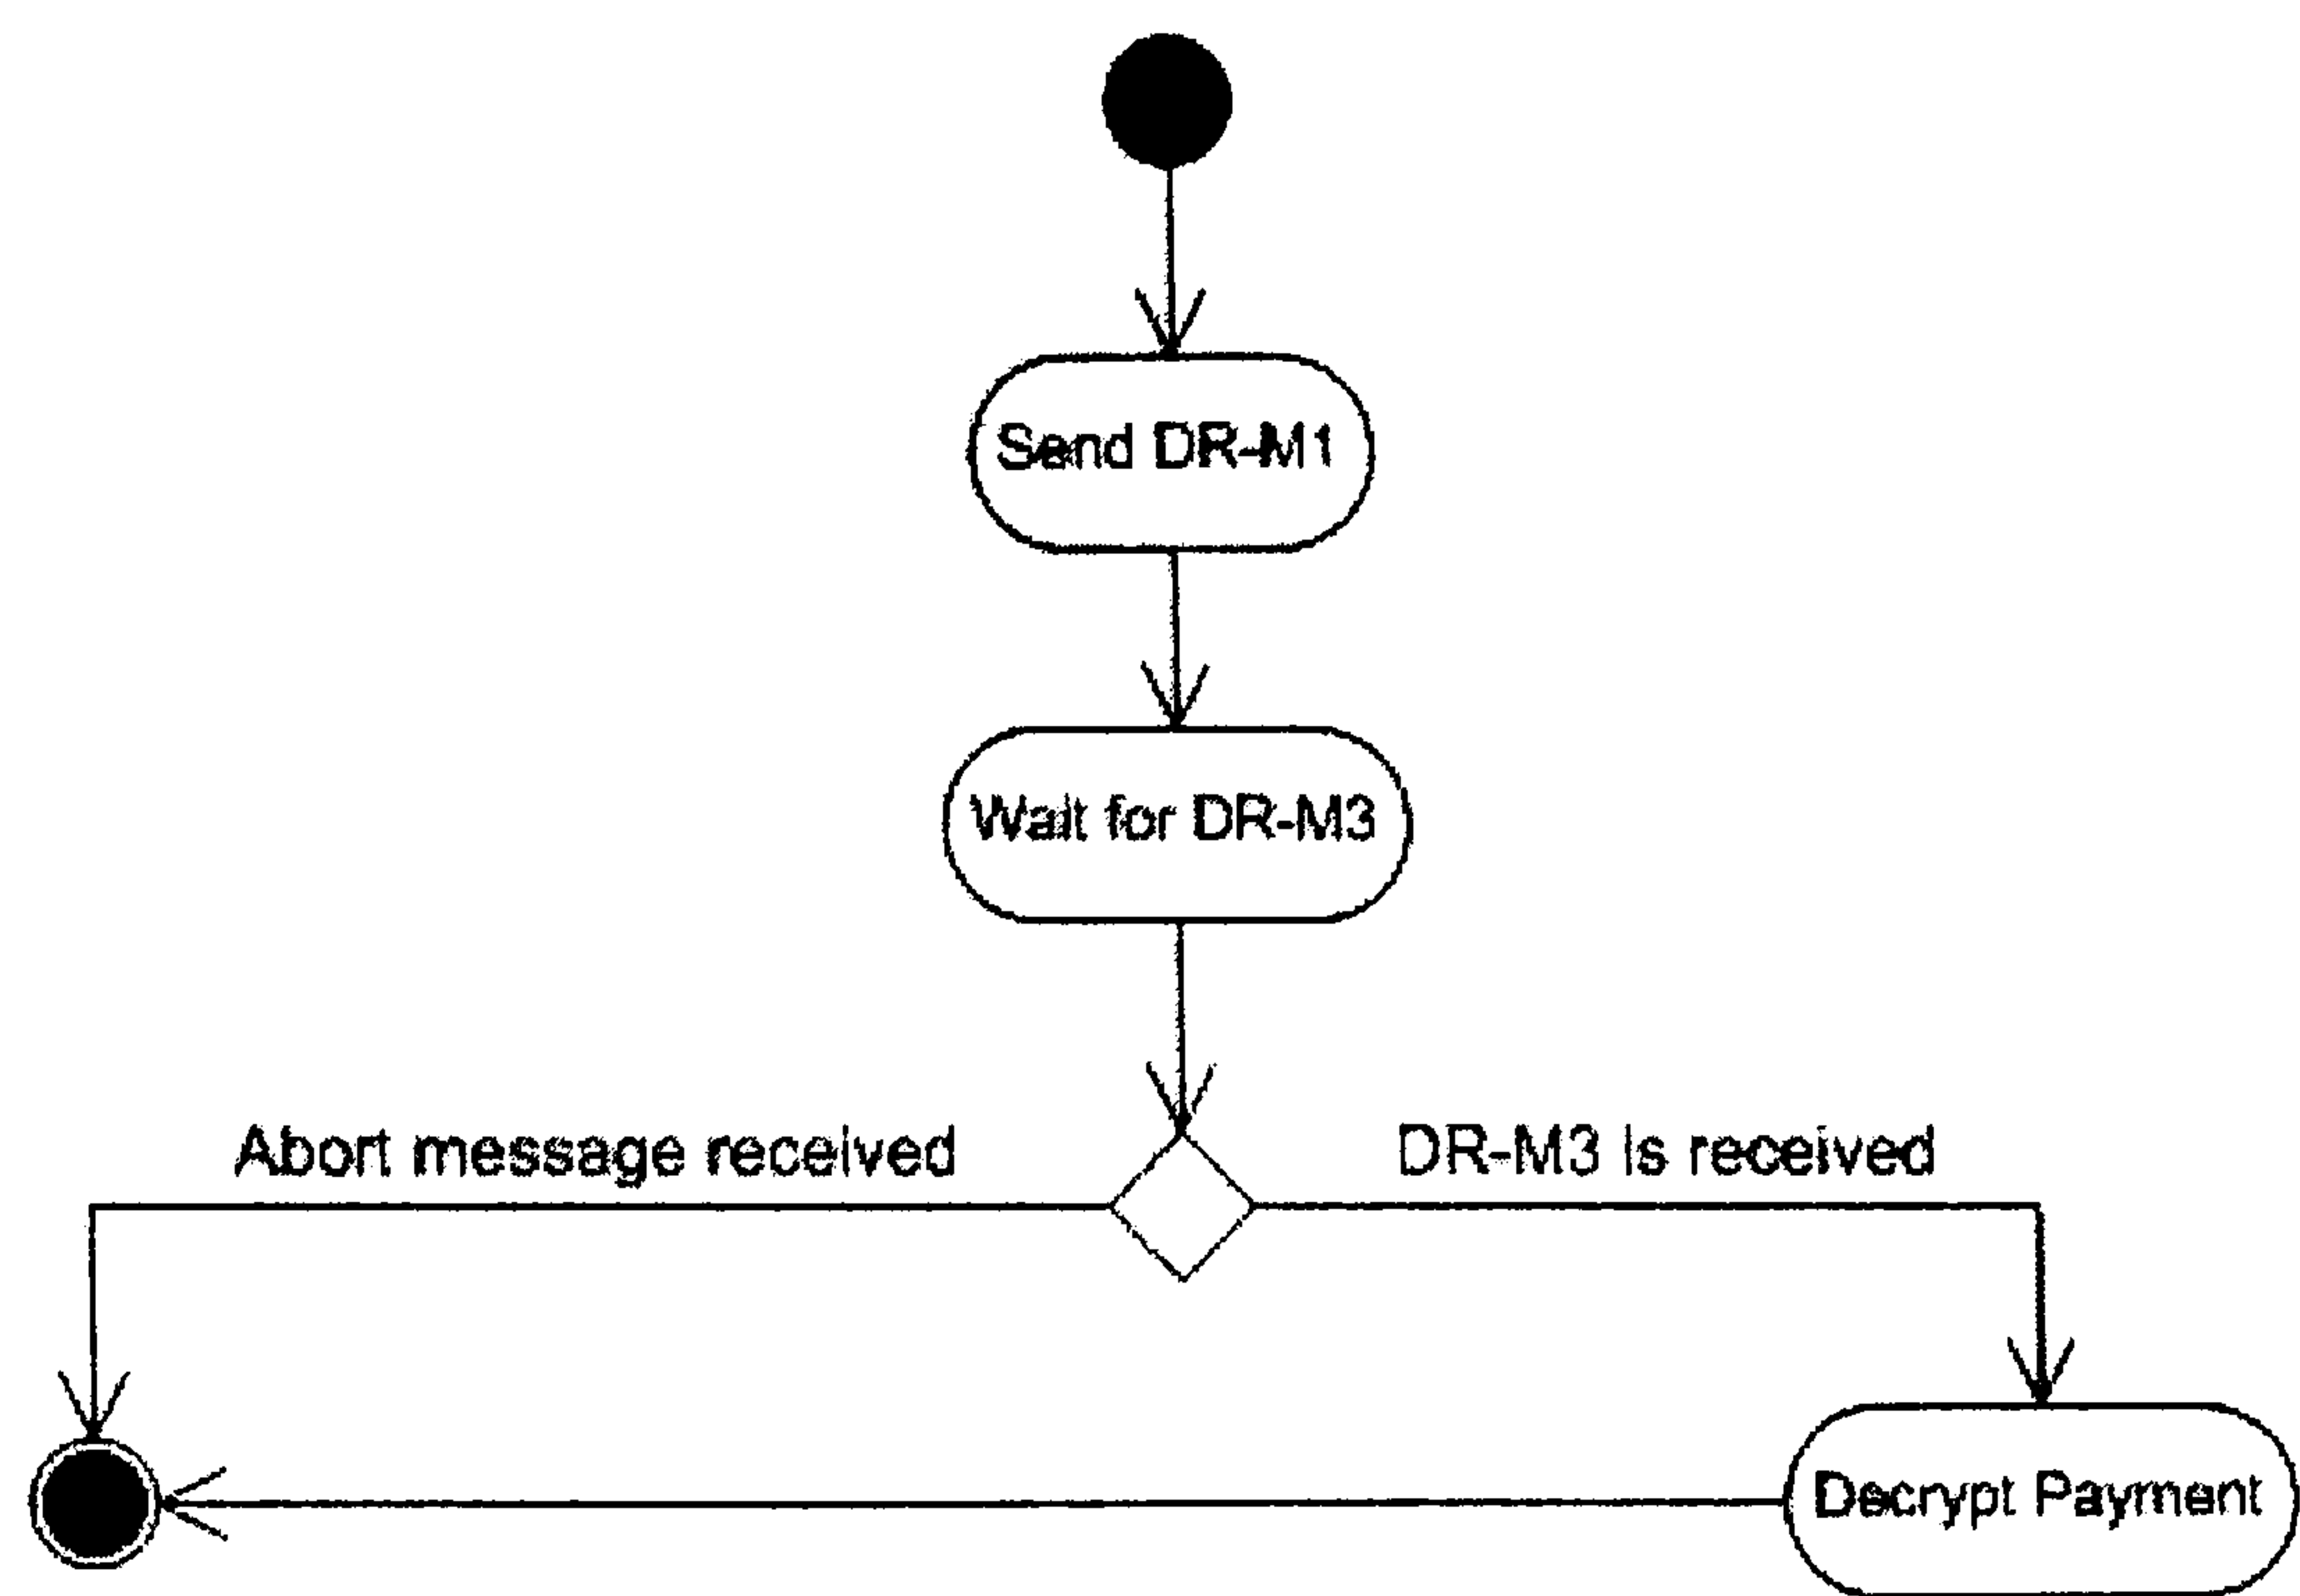 Send DR-M1
Wait for DR-M3
Abort message received
DR-M3 is received
Decrypt Payment